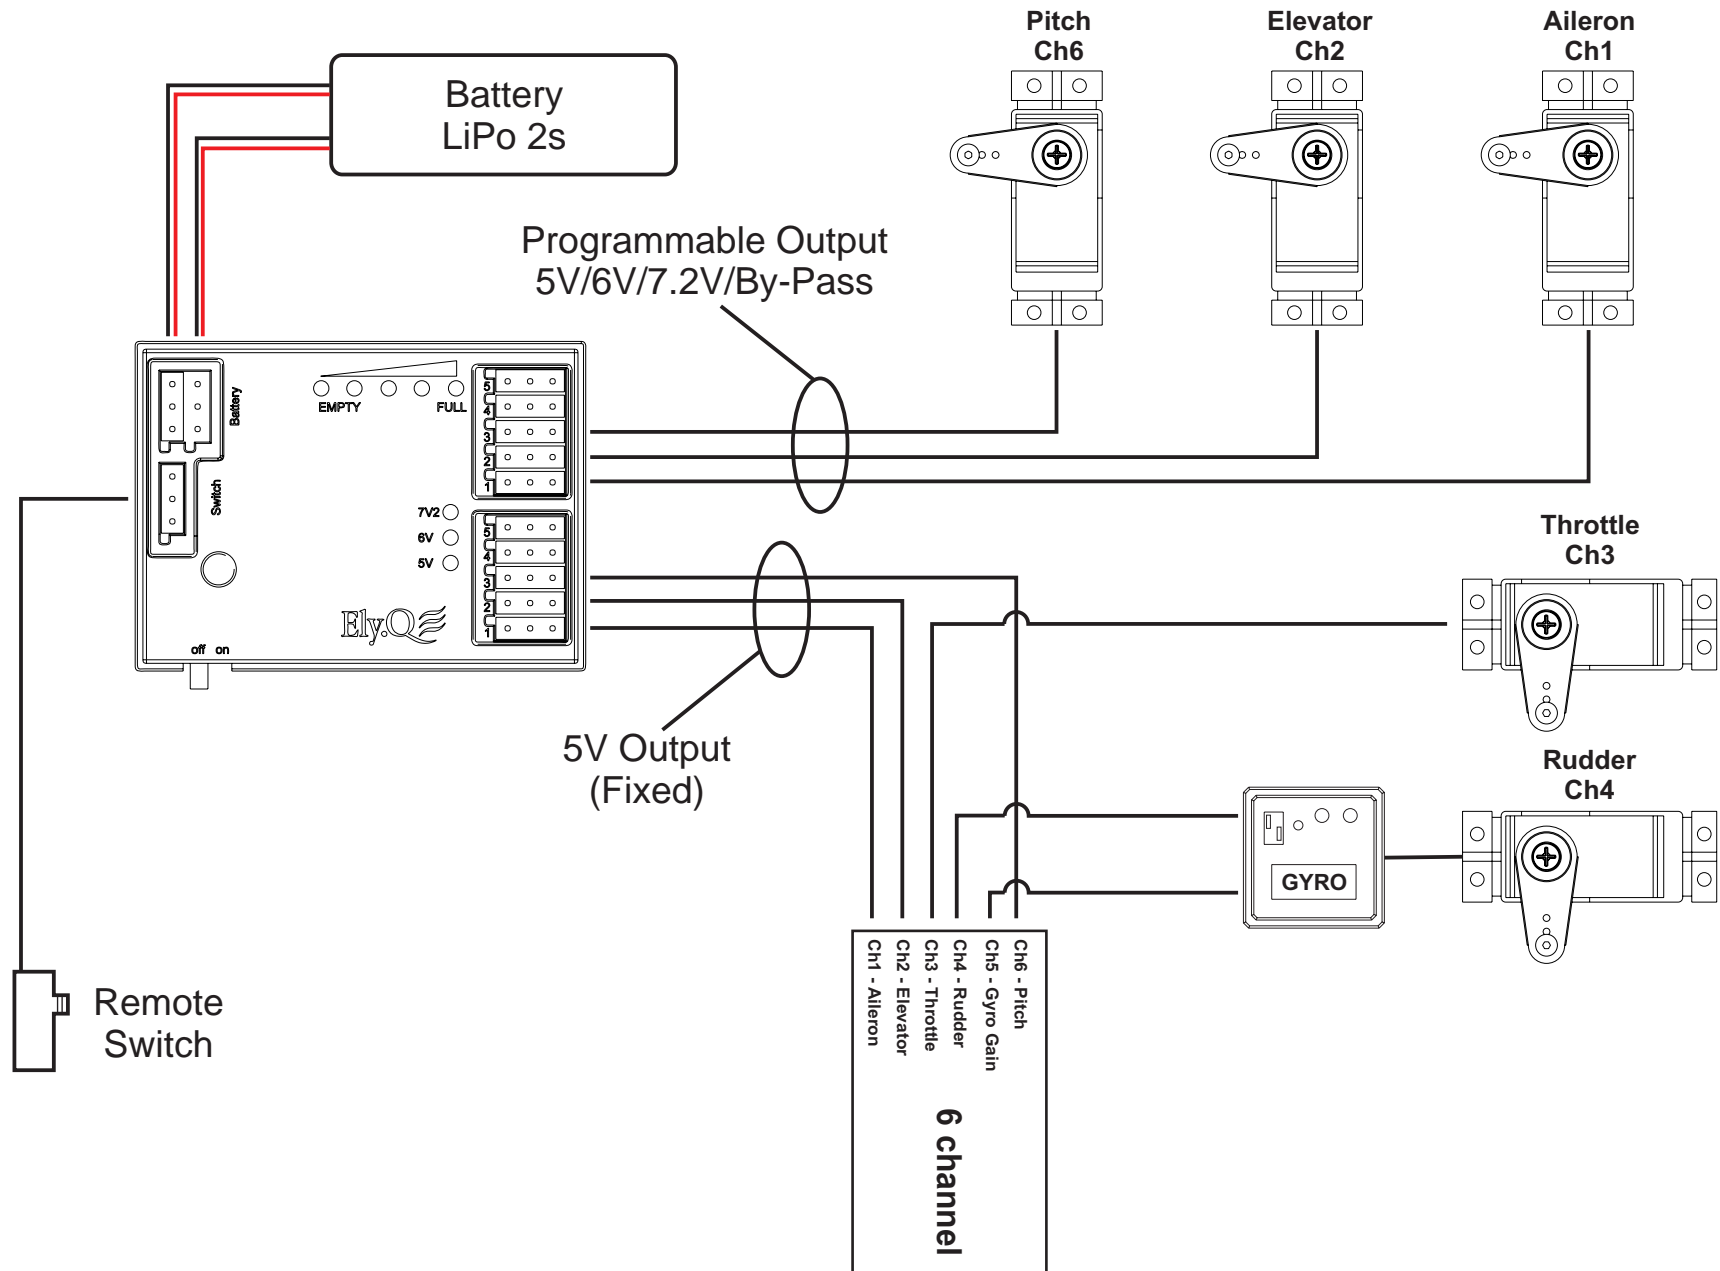 Pitch
Ch6
Elevator
Ch2
Aileron
Ch1
Battery
LiPo 2s
Programmable Output
5V/6V/7.2V/By-Pass
Battery
EMPTY
FULL
5
4
3
2
1
Switch
7V2
6V
5V
5
4
3
2
1
Ely.Q
off on
Throttle
Ch3
5V Output
(Fixed)
Rudder
Ch4
GYRO
Ch1 - Aileron
Ch2 - Elevator
Ch3 - Throttle
Ch4 - Rudder
Ch5 - Gyro Gain
Ch6 - Pitch
6 channel
Remote
Switch